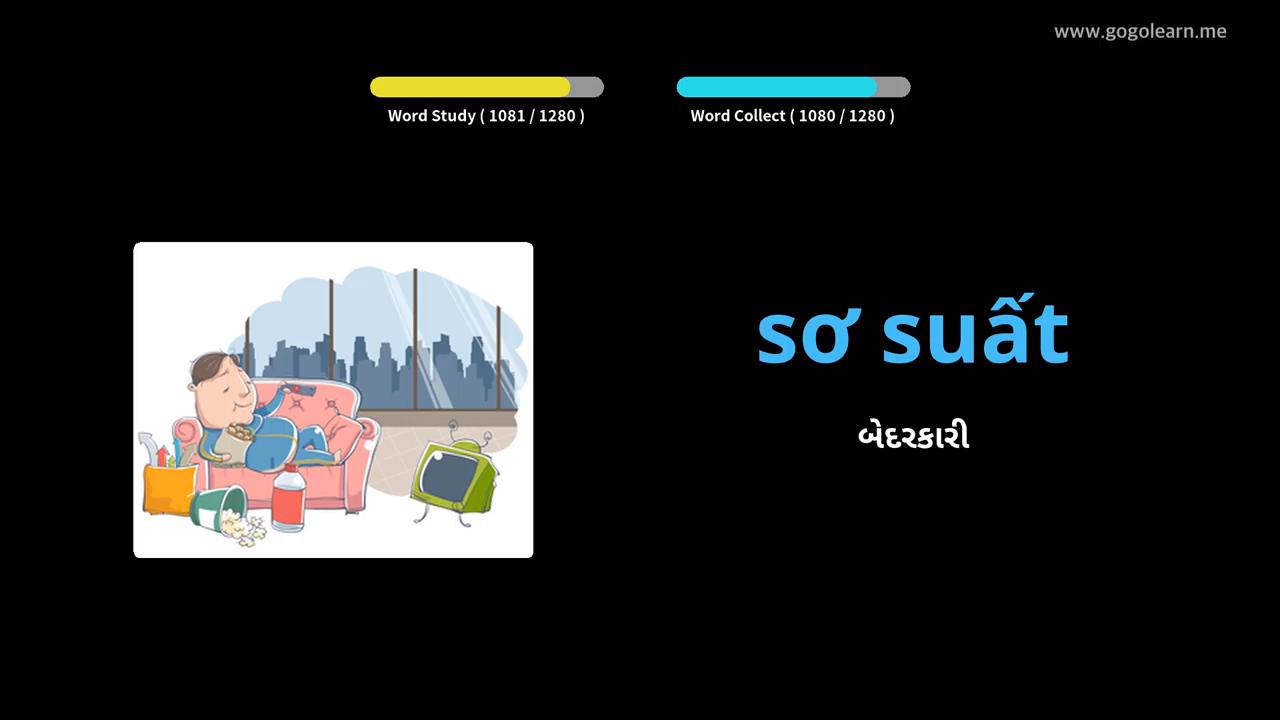 www.gogolearn.me
Word Study ( 1081 / 1280 )
Word Collect ( 1080 / 1280 )
sơ suất
બેદરકારી